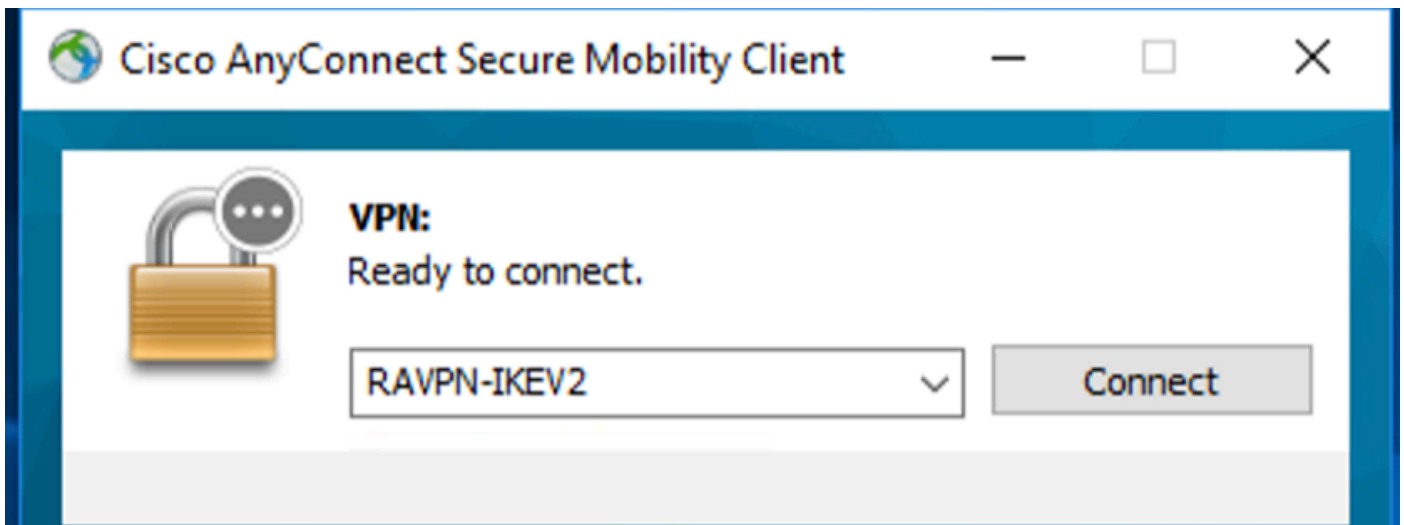 Cisco AnyConnect Secure Mobility Client
VPN:
Ready to connect.
RAVPN-IKEV2
Connect